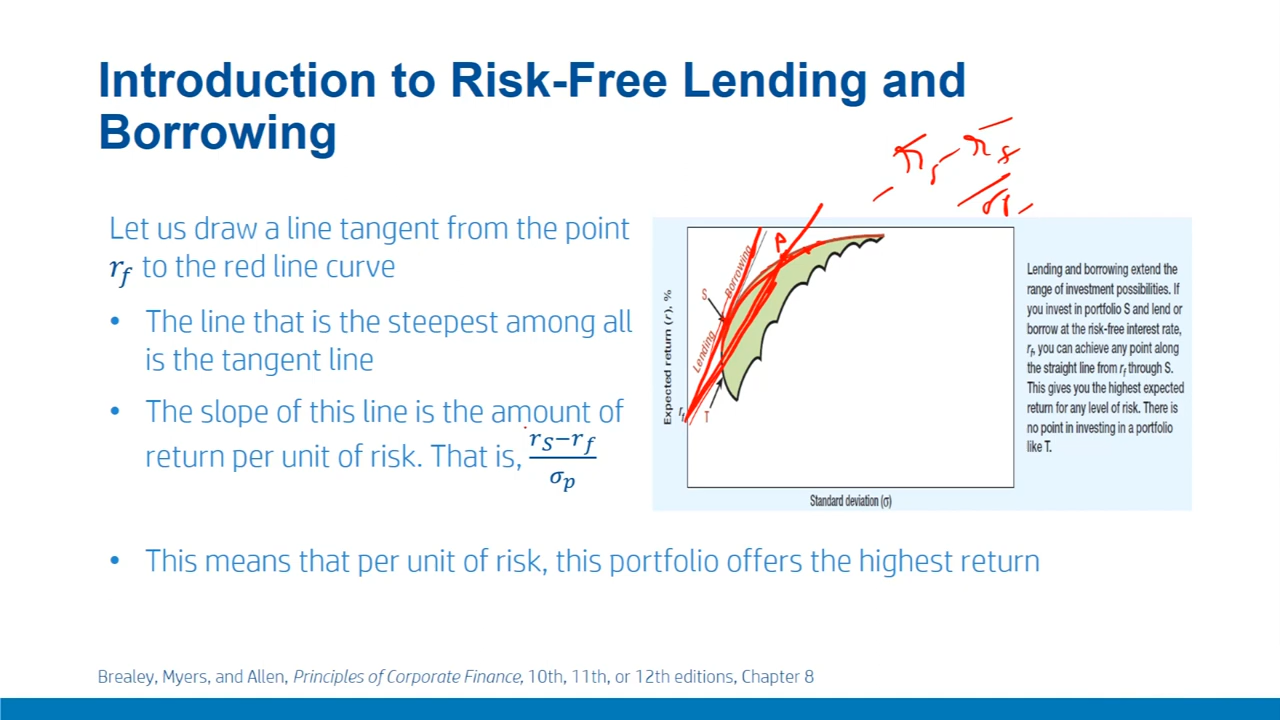 Introduction to Risk-Free Lending and
Borrowing
Let us draw a line tangent from the point
r_f to the red line curve
• The line that is the steepest among all
is the tangent line
• The slope of this line is the amount of
return per unit of risk. That is, (r_S−r_f)/σ_p
• This means that per unit of risk, this portfolio offers the highest return
Expected return (r), %
Lending
Borrowing
S
A
T
r_f
Standard deviation (σ)
Lending and borrowing extend the
range of investment possibilities. If
you invest in portfolio S and lend or
borrow at the risk-free interest rate,
r_f, you can achieve any point along
the straight line from r_f through S.
This gives you the highest expected
return for any level of risk. There is
no point in investing in a portfolio
like T.
Brealey, Myers, and Allen, Principles of Corporate Finance, 10th, 11th, or 12th editions, Chapter 8